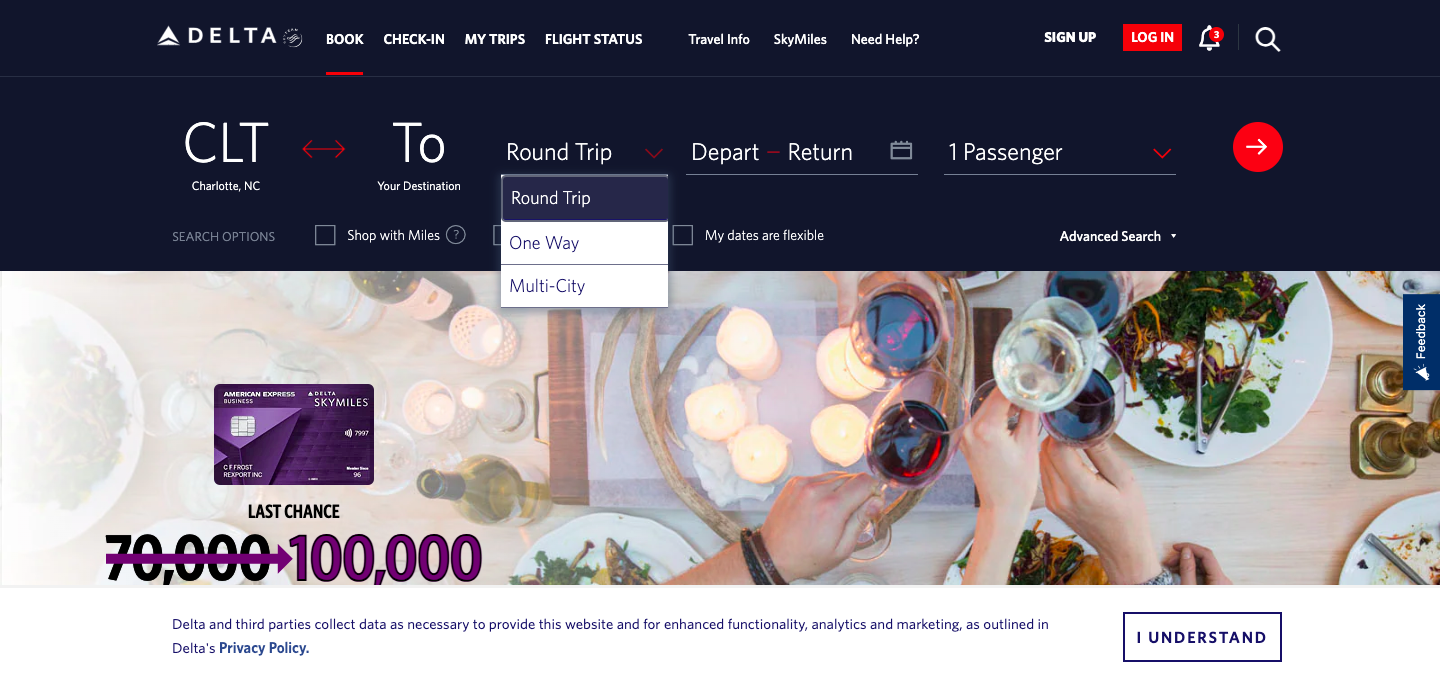 DELTA
BOOK CHECK-IN MY TRIPS FLIGHT STATUS Travel Info SkyMiles Need Help? SIGN UP LOG IN 3
CLT To
Round Trip Depart – Return 1 Passenger
Charlotte, NC Your Destination
Round Trip
One Way
Multi-City
SEARCH OPTIONS Shop with Miles ? My dates are flexible Advanced Search
Feedback
AMERICAN EXPRESS DELTA
BUSINESS SKYMILES
7997
C F FROST Member Since
REXPORT INC 96
LAST CHANCE
70,000 100,000
Delta and third parties collect data as necessary to provide this website and for enhanced functionality, analytics and marketing, as outlined in
Delta's Privacy Policy.
I UNDERSTAND